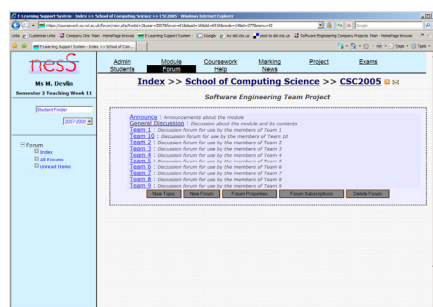 E-Learning Support System - Index >> School of Computing Science >> CSC2005 - Windows Internet Explorer
Google
Links Customize Links
E-Learning Support System - Index >> School of Com...
Page Tools
ness
Admin Module Coursework Marking Project Exams
Students Forum Help News
Ms M. Devlin
Semester 2 Teaching Week 11
Index >> School of Computing Science >> CSC2005
Software Engineering Team Project
Student Finder
2007-2008
Forum
Index
All Forums
Unread Items
Announce : Announcements about the module
General Discussion : Discussion about the module and its contents
Team 1 : Discussion forum for use by the members of Team 1
Team 10 : Discussion forum for use by the members of Team 10
Team 2 : Discussion forum for use by the members of Team 2
Team 3 : Discussion forum for use by the members of Team 3
Team 4 : Discussion forum for use by the members of Team 4
Team 5 : Discussion forum for use by the members of Team 5
Team 6 : Discussion forum for use by the members of Team 6
Team 7 : Discussion forum for use by the members of Team 7
Team 8 : Discussion forum for use by the members of Team 8
Team 9 : Discussion forum for use by the members of Team 9
New Topic New Forum Forum Properties Forum Subscriptions Delete Forum